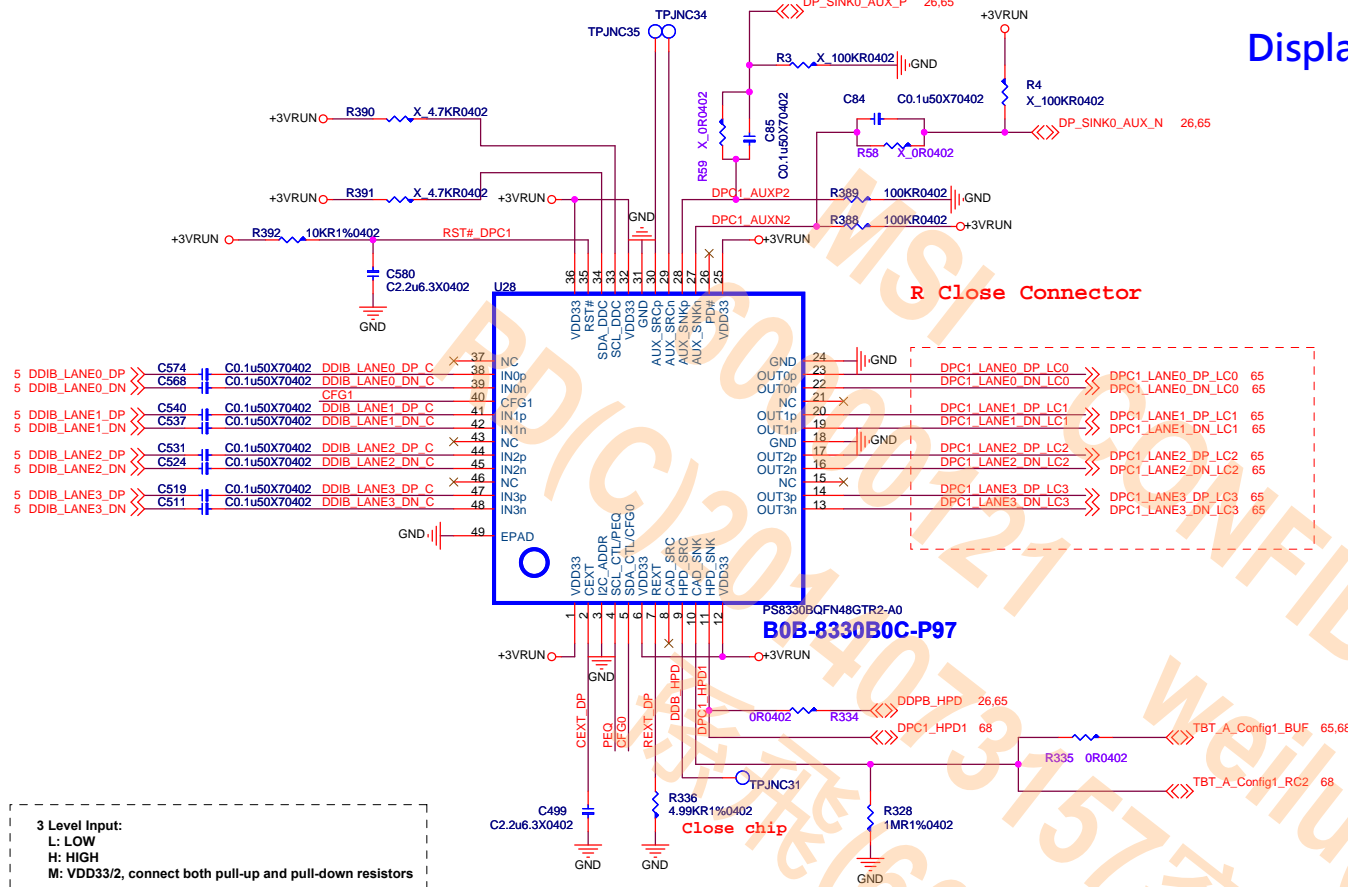 DP_SINK0_AUX_P 26,65
TPJNC34
TPJNC35
+3VRUN
Displa
R3 X_100KR0402
GND
R4
X_100KR0402
C84 C0.1u50X70402
R59 X_0R0402
C85
C0.1u50X70402
DP_SINK0_AUX_N 26,65
R58 X_0R0402
+3VRUN R390 X_4.7KR0402
+3VRUN R391 X_4.7KR0402
+3VRUN
DPC1_AUXP2 R389 100KR0402
GND
DPC1_AUXN2 R388 100KR0402
+3VRUN
GND
+3VRUN R392 10KR1%0402 RST#_DPC1
+3VRUN
C580
C2.2u6.3X0402
GND
U28
36 35 34 33 32 31 30 29 28 27 26 25
VDD33
RST#
SDA_DDC
SCL_DDC
VDD33
GND
AUX_SRCp
AUX_SRCn
AUX_SNKp
AUX_SNKn
PD#
VDD33
R Close Connector
37 NC
5 DDIB_LANE0_DP C574 C0.1u50X70402 DDIB_LANE0_DP_C 38 IN0p
5 DDIB_LANE0_DN C568 C0.1u50X70402 DDIB_LANE0_DN_C 39 IN0n
CFG1 40 CFG1
5 DDIB_LANE1_DP C540 C0.1u50X70402 DDIB_LANE1_DP_C 41 IN1p
5 DDIB_LANE1_DN C537 C0.1u50X70402 DDIB_LANE1_DN_C 42 IN1n
43 NC
5 DDIB_LANE2_DP C531 C0.1u50X70402 DDIB_LANE2_DP_C 44 IN2p
5 DDIB_LANE2_DN C524 C0.1u50X70402 DDIB_LANE2_DN_C 45 IN2n
46 NC
5 DDIB_LANE3_DP C519 C0.1u50X70402 DDIB_LANE3_DP_C 47 IN3p
5 DDIB_LANE3_DN C511 C0.1u50X70402 DDIB_LANE3_DN_C 48 IN3n
GND 49 EPAD
GND 24 GND
OUT0p 23 DPC1_LANE0_DP_LC0 DPC1_LANE0_DP_LC0 65
OUT0n 22 DPC1_LANE0_DN_LC0 DPC1_LANE0_DN_LC0 65
NC 21
OUT1p 20 DPC1_LANE1_DP_LC1 DPC1_LANE1_DP_LC1 65
OUT1n 19 DPC1_LANE1_DN_LC1 DPC1_LANE1_DN_LC1 65
GND 18 GND
OUT2p 17 DPC1_LANE2_DP_LC2 DPC1_LANE2_DP_LC2 65
OUT2n 16 DPC1_LANE2_DN_LC2 DPC1_LANE2_DN_LC2 65
NC 15
OUT3p 14 DPC1_LANE3_DP_LC3 DPC1_LANE3_DP_LC3 65
OUT3n 13 DPC1_LANE3_DN_LC3 DPC1_LANE3_DN_LC3 65
VDD33
CEXT
I2C_ADDR
SCL_CTL/PEQ
SDA_CTL/CFG0
VDD33
REXT
CAD_SRC
HPD_SRC
CAD_SNK
HPD_SNK
VDD33
1 2 3 4 5 6 7 8 9 10 11 12
PS8330BQFN48GTR2-A0
B0B-8330B0C-P97
+3VRUN
GND
+3VRUN
CEXT_DP
PEQ
CFG0
REXT_DP
DDB_HPD
DPC1_HPD1
0R0402 R334
DDPB_HPD 26,65
DPC1_HPD1 68
R335 0R0402
TBT_A_Config1_BUF 65,68
TBT_A_Config1_RC2 68
TPJNC31
C499
C2.2u6.3X0402
GND
R336
4.99KR1%0402
Close chip
GND
R328
1MR1%0402
GND
3 Level Input:
L: LOW
H: HIGH
M: VDD33/2, connect both pull-up and pull-down resistors